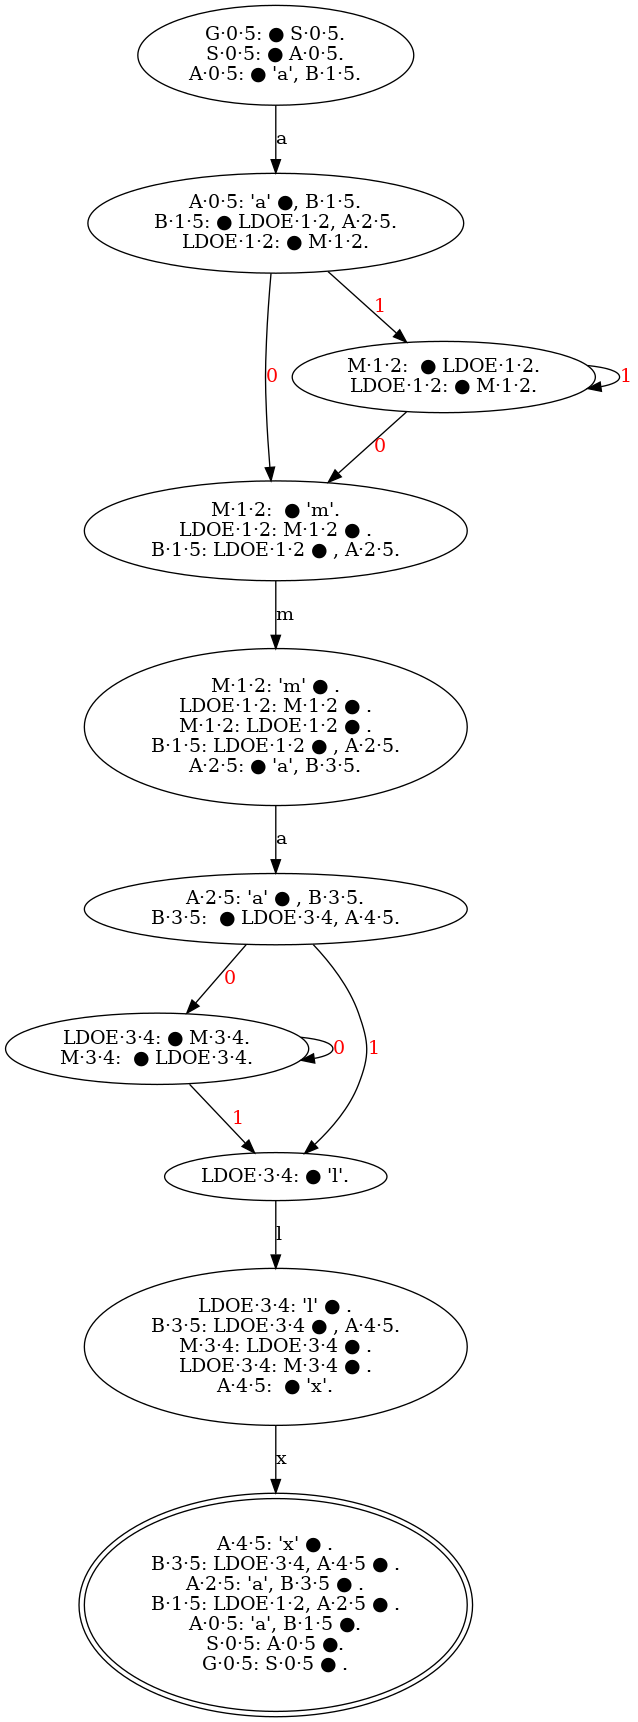 G·0·5: ● S·0·5.
S·0·5: ● A·0·5.
A·0·5: ● 'a', B·1·5.
a
A·0·5: 'a' ●, B·1·5.
B·1·5: ● LDOE·1·2, A·2·5.
LDOE·1·2: ● M·1·2.
1
0
M·1·2:  ● LDOE·1·2.
LDOE·1·2: ● M·1·2.
1
0
M·1·2:  ● 'm'.
LDOE·1·2: M·1·2 ● .
B·1·5: LDOE·1·2 ● , A·2·5.
m
M·1·2: 'm' ● .
LDOE·1·2: M·1·2 ● .
M·1·2: LDOE·1·2 ● .
B·1·5: LDOE·1·2 ● , A·2·5.
A·2·5: ● 'a', B·3·5.
a
A·2·5: 'a' ● , B·3·5.
B·3·5:  ● LDOE·3·4, A·4·5.
0
1
LDOE·3·4: ● M·3·4.
M·3·4:  ● LDOE·3·4.
0
1
LDOE·3·4: ● 'l'.
l
LDOE·3·4: 'l' ● .
B·3·5: LDOE·3·4 ● , A·4·5.
M·3·4: LDOE·3·4 ● .
LDOE·3·4: M·3·4 ● .
A·4·5:  ● 'x'.
x
A·4·5: 'x' ● .
B·3·5: LDOE·3·4, A·4·5 ● .
A·2·5: 'a', B·3·5 ● .
B·1·5: LDOE·1·2, A·2·5 ● .
A·0·5: 'a', B·1·5 ●.
S·0·5: A·0·5 ●.
G·0·5: S·0·5 ● .